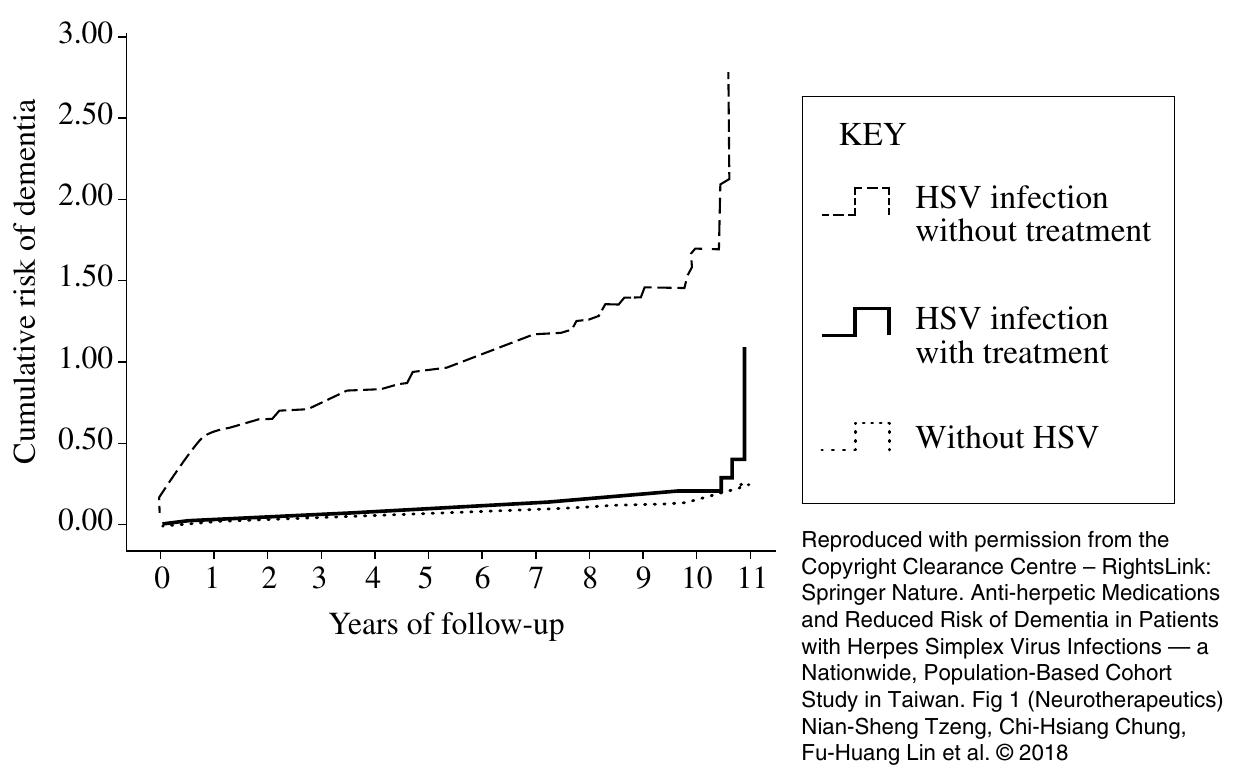 3.00
2.50
2.00
1.50
1.00
0.50
0.00
Cumulative risk of dementia
0 1 2 3 4 5 6 7 8 9 10 11
Years of follow-up
KEY
HSV infection
without treatment
HSV infection
with treatment
Without HSV
Reproduced with permission from the
Copyright Clearance Centre – RightsLink:
Springer Nature. Anti-herpetic Medications
and Reduced Risk of Dementia in Patients
with Herpes Simplex Virus Infections — a
Nationwide, Population-Based Cohort
Study in Taiwan. Fig 1 (Neurotherapeutics)
Nian-Sheng Tzeng, Chi-Hsiang Chung,
Fu-Huang Lin et al. © 2018